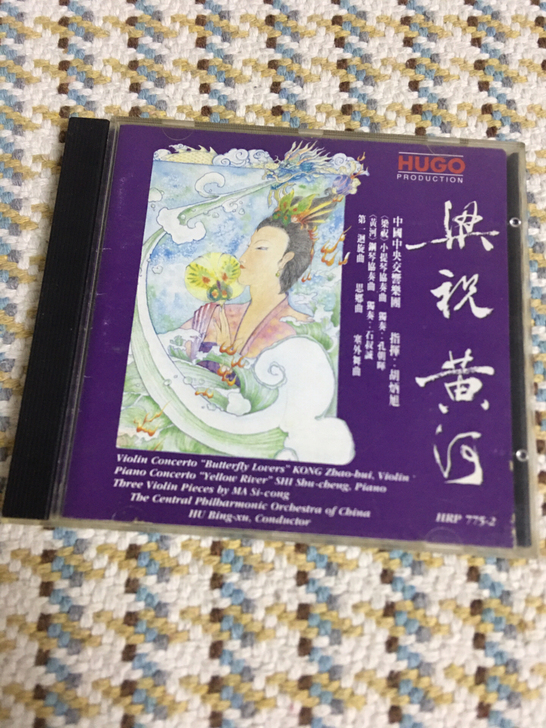 HUGO
PRODUCTION
梁祝 黄河
中國中央交響樂團 指揮：胡炳旭
《梁祝》小提琴協奏曲 獨奏：孔朝暉
《黃河》鋼琴協奏曲 獨奏：石叔誠
第一迴旋曲 思鄉曲 塞外舞曲
Violin Concerto "Butterfly Lovers" KONG Zhao-hui, Violin
Piano Concerto "Yellow River" SHI Shu-cheng, Piano
Three Violin Pieces by MA Si-cong
The Central Philharmonic Orchestra of China
HU Bing-xu, Conductor
HRP 775-2